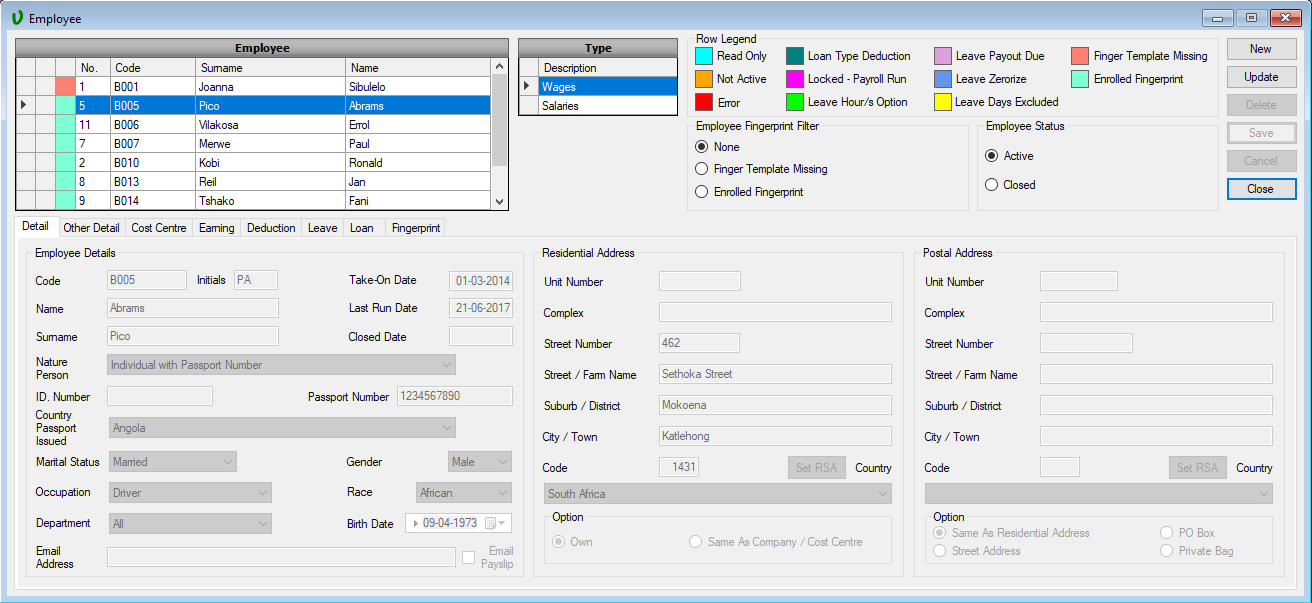 Employee
Employee
No. Code Surname Name
1 B001 Joanna Sibulelo
5 B005 Pico Abrams
11 B006 Vilakosa Errol
7 B007 Merwe Paul
2 B010 Kobi Ronald
8 B013 Reil Jan
9 B014 Tshako Fani
Type
Description
Wages
Salaries
Row Legend
Read Only Loan Type Deduction Leave Payout Due Finger Template Missing
Not Active Locked - Payroll Run Leave Zerorize Enrolled Fingerprint
Error Leave Hour/s Option Leave Days Excluded
Employee Fingerprint Filter
None
Finger Template Missing
Enrolled Fingerprint
Employee Status
Active
Closed
New
Update
Delete
Save
Cancel
Close
Detail Other Detail Cost Centre Earning Deduction Leave Loan Fingerprint
Employee Details
Code B005 Initials PA Take-On Date 01-03-2014
Name Abrams Last Run Date 21-06-2017
Surname Pico Closed Date
Nature
Person Individual with Passport Number
ID. Number Passport Number 1234567890
Country
Passport
Issued Angola
Marital Status Married Gender Male
Occupation Driver Race African
Department All Birth Date 09-04-1973
Email
Address
Email
Payslip
Residential Address
Unit Number
Complex
Street Number 462
Street / Farm Name Sethoka Street
Suburb / District Mokoena
City / Town Katlehong
Code 1431 Set RSA Country
South Africa
Option
Own Same As Company / Cost Centre
Postal Address
Unit Number
Complex
Street Number
Street / Farm Name
Suburb / District
City / Town
Code Set RSA Country
Option
Same As Residential Address PO Box
Street Address Private Bag